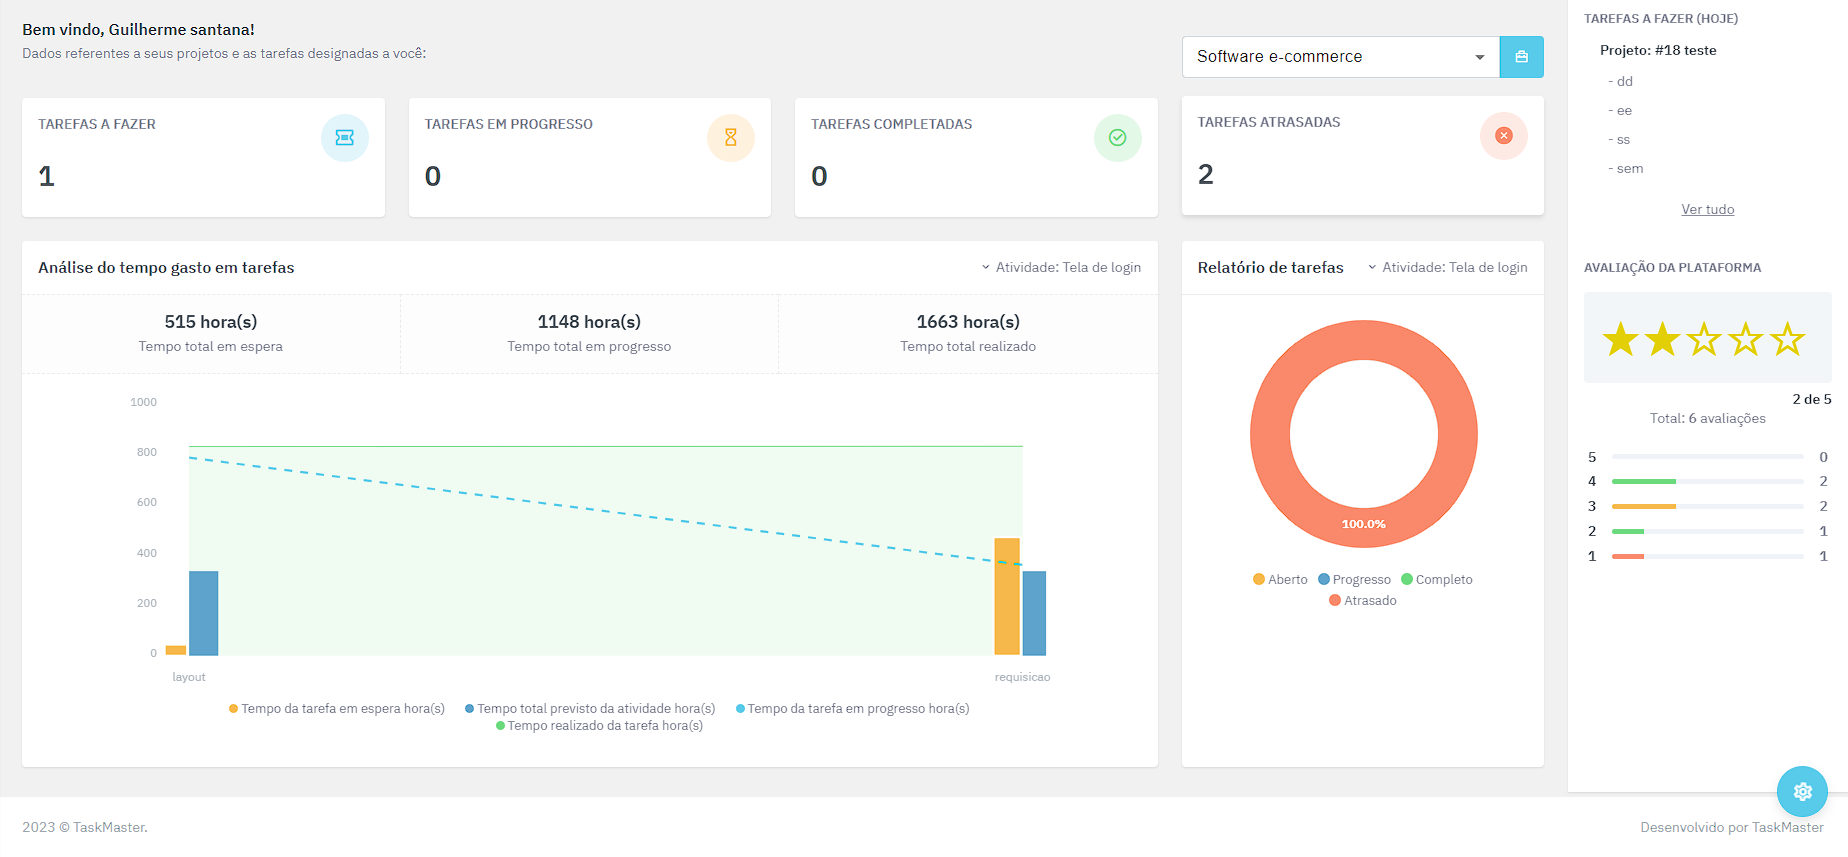 Bem vindo, Guilherme santana!
Dados referentes a seus projetos e as tarefas designadas a você:
Software e-commerce
TAREFAS A FAZER
1
TAREFAS EM PROGRESSO
0
TAREFAS COMPLETADAS
0
TAREFAS ATRASADAS
2
Análise do tempo gasto em tarefas
Atividade: Tela de login
515 hora(s)
Tempo total em espera
1148 hora(s)
Tempo total em progresso
1663 hora(s)
Tempo total realizado
1000
800
600
400
200
0
layout
requisicao
Tempo da tarefa em espera hora(s)
Tempo total previsto da atividade hora(s)
Tempo da tarefa em progresso hora(s)
Tempo realizado da tarefa hora(s)
Relatório de tarefas
Atividade: Tela de login
100.0%
Aberto
Progresso
Completo
Atrasado
TAREFAS A FAZER (HOJE)
Projeto: #18 teste
- dd
- ee
- ss
- sem
Ver tudo
AVALIAÇÃO DA PLATAFORMA
2 de 5
Total: 6 avaliações
5 0
4 2
3 2
2 1
1 1
2023 © TaskMaster.
Desenvolvido por TaskMaster